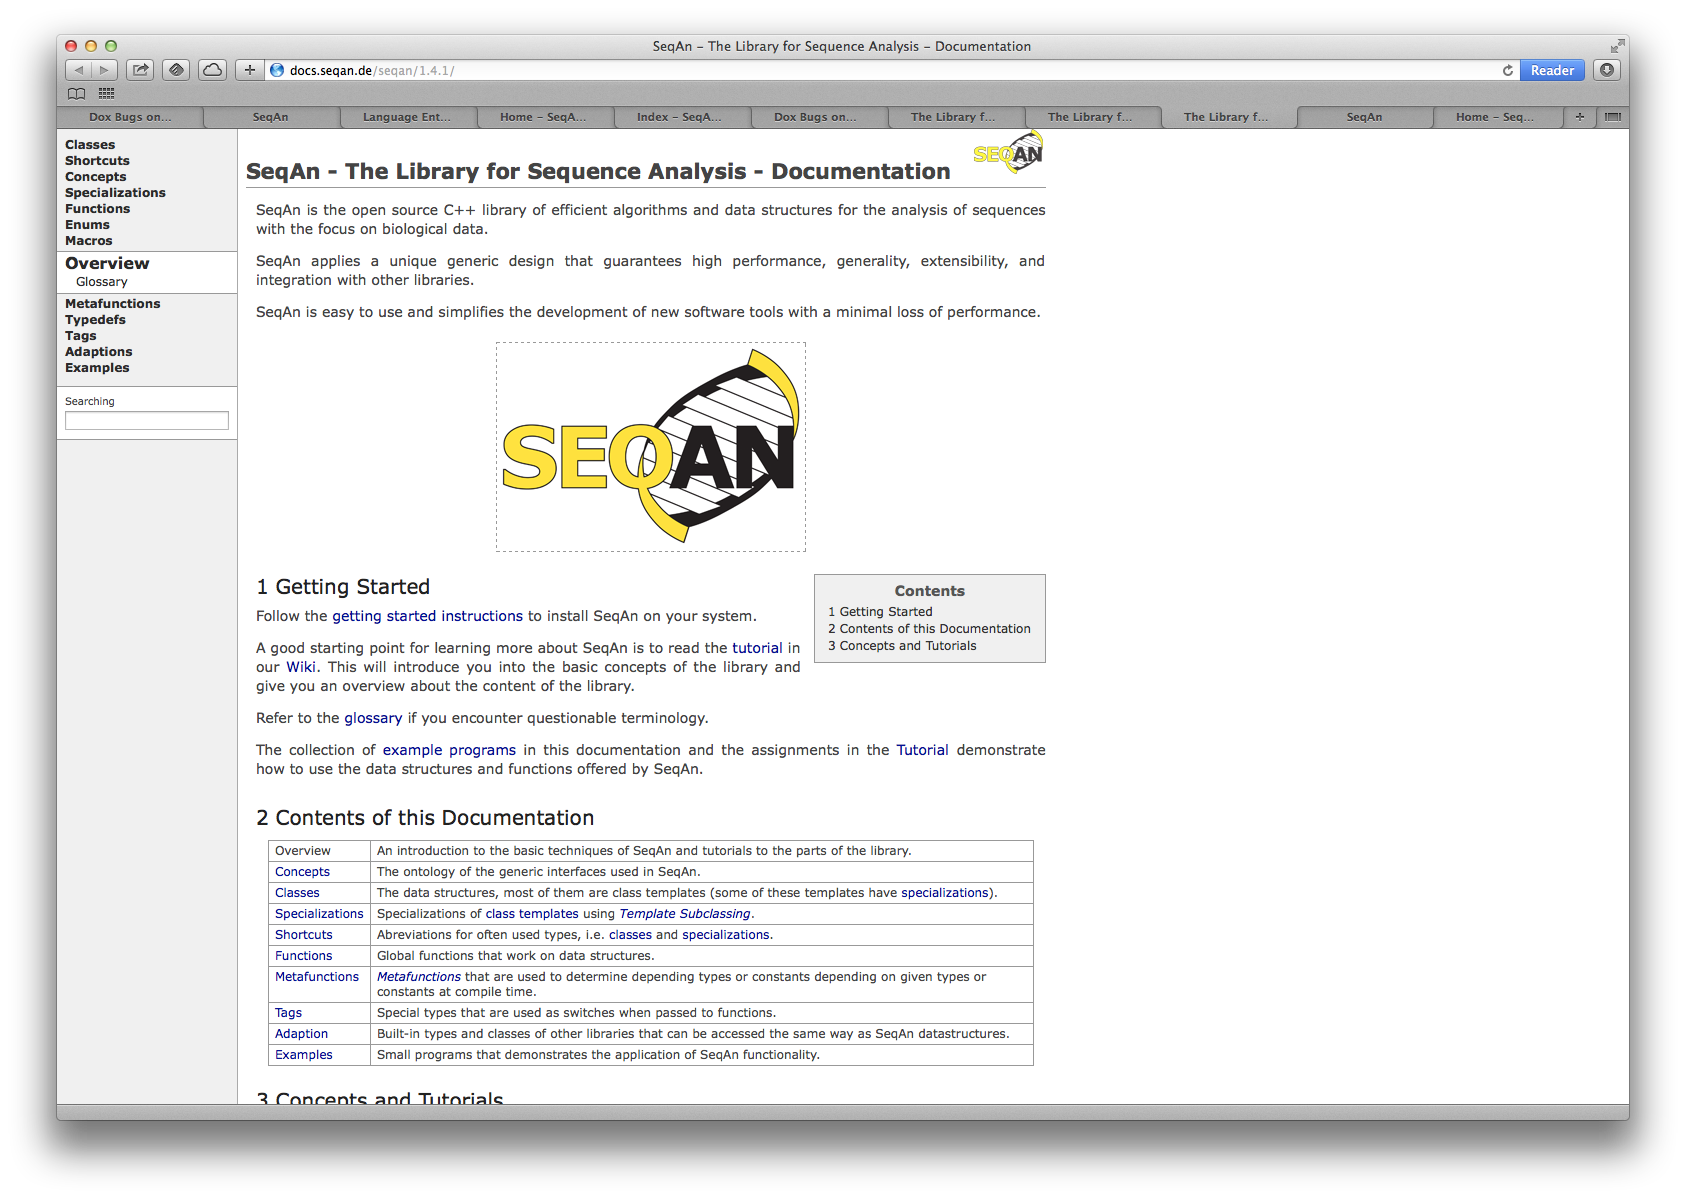 SeqAn – The Library for Sequence Analysis – Documentation
docs.seqan.de/seqan/1.4.1/
Reader
Dox Bugs on...
SeqAn
Language Ent...
Home – SeqA...
Index – SeqA...
Dox Bugs on...
The Library f...
The Library f...
The Library f...
SeqAn
Home – Seq...
Classes
Shortcuts
Concepts
Specializations
Functions
Enums
Macros
Overview
Glossary
Metafunctions
Typedefs
Tags
Adaptions
Examples
Searching
SEQAN
SeqAn - The Library for Sequence Analysis - Documentation
SeqAn is the open source C++ library of efficient algorithms and data structures for the analysis of sequences
with the focus on biological data.
SeqAn applies a unique generic design that guarantees high performance, generality, extensibility, and
integration with other libraries.
SeqAn is easy to use and simplifies the development of new software tools with a minimal loss of performance.
SEQAN
1 Getting Started
Follow the getting started instructions to install SeqAn on your system.
A good starting point for learning more about SeqAn is to read the tutorial in
our Wiki. This will introduce you into the basic concepts of the library and
give you an overview about the content of the library.
Refer to the glossary if you encounter questionable terminology.
The collection of example programs in this documentation and the assignments in the Tutorial demonstrate
how to use the data structures and functions offered by SeqAn.
Contents
1 Getting Started
2 Contents of this Documentation
3 Concepts and Tutorials
2 Contents of this Documentation
Overview An introduction to the basic techniques of SeqAn and tutorials to the parts of the library.
Concepts The ontology of the generic interfaces used in SeqAn.
Classes The data structures, most of them are class templates (some of these templates have specializations).
Specializations Specializations of class templates using Template Subclassing.
Shortcuts Abreviations for often used types, i.e. classes and specializations.
Functions Global functions that work on data structures.
Metafunctions Metafunctions that are used to determine depending types or constants depending on given types or
constants at compile time.
Tags Special types that are used as switches when passed to functions.
Adaption Built-in types and classes of other libraries that can be accessed the same way as SeqAn datastructures.
Examples Small programs that demonstrates the application of SeqAn functionality.
3 Concepts and Tutorials